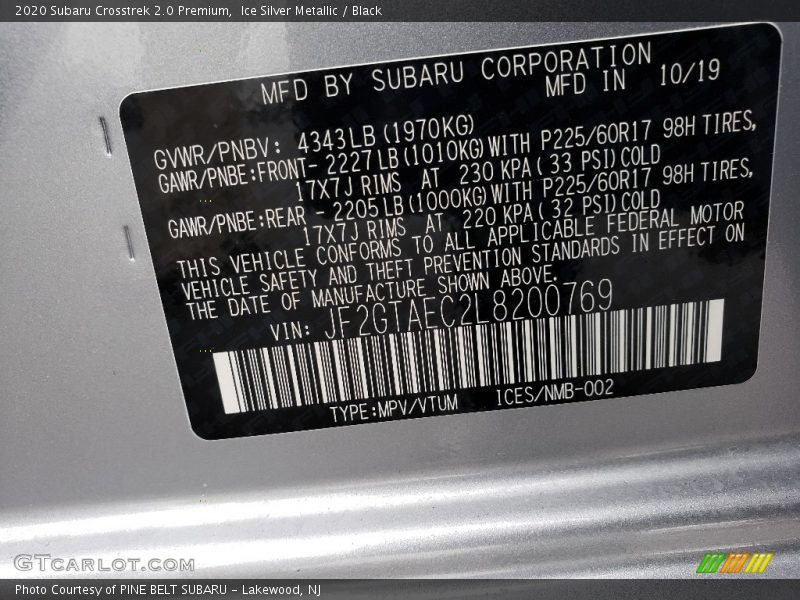 2020 Subaru Crosstrek 2.0 Premium, Ice Silver Metallic / Black
MFD BY SUBARU CORPORATION
MFD IN 10/19
GVWR/PNBV: 4343LB(1970KG)
GAWR/PNBE:FRONT- 2227LB(1010KG)WITH P225/60R17 98H TIRES,
17X7J RIMS AT 230 KPA( 33 PSI)COLD
GAWR/PNBE:REAR - 2205LB(1000KG)WITH P225/60R17 98H TIRES,
17X7J RIMS AT 220 KPA( 32 PSI)COLD
THIS VEHICLE CONFORMS TO ALL APPLICABLE FEDERAL MOTOR
VEHICLE SAFETY AND THEFT PREVENTION STANDARDS IN EFFECT ON
THE DATE OF MANUFACTURE SHOWN ABOVE.
VIN: JF2GTAEC2L8200769
TYPE:MPV/VTUM ICES/NMB-002
GTCARLOT.COM
Photo Courtesy of PINE BELT SUBARU - Lakewood, NJ